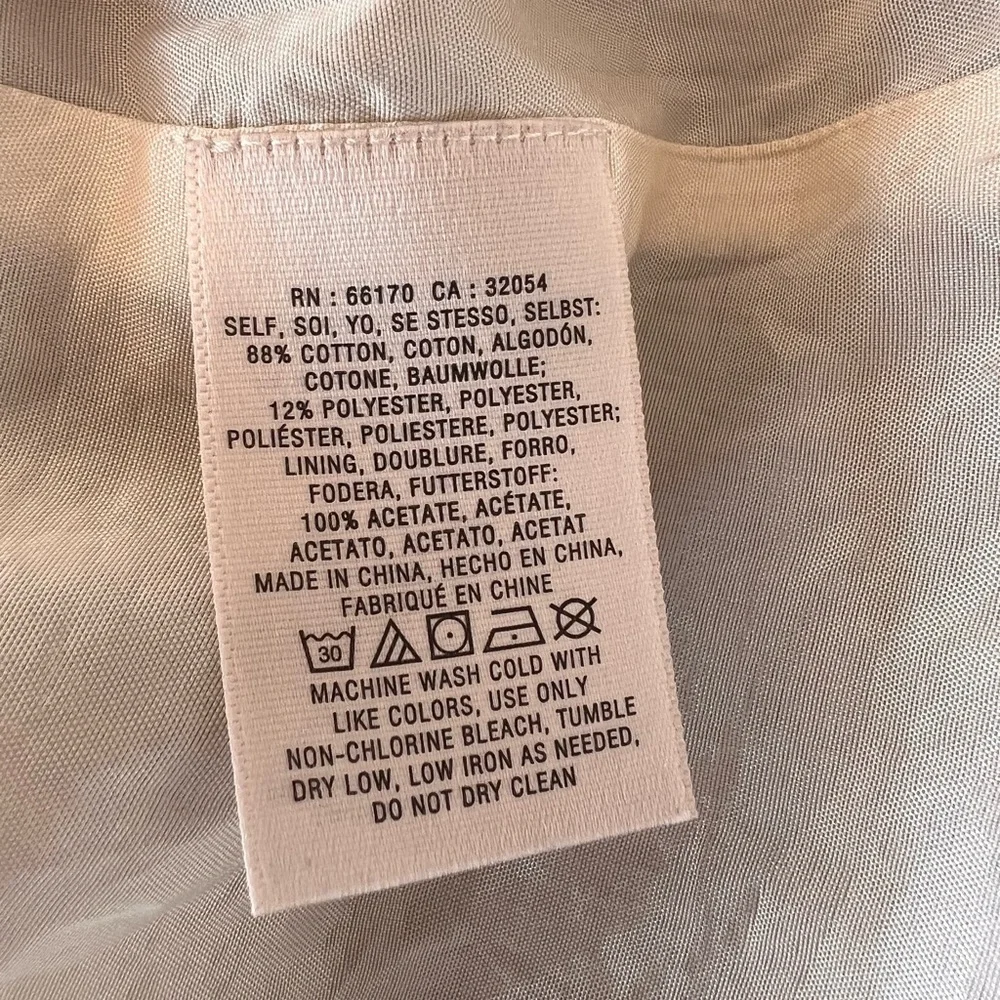 RN : 66170 CA : 32054
SELF, SOI, YO, SE STESSO, SELBST:
88% COTTON, COTON, ALGODÓN,
COTONE, BAUMWOLLE;
12% POLYESTER, POLYESTER,
POLIÉSTER, POLIESTERE, POLYESTER;
LINING, DOUBLURE, FORRO,
FODERA, FUTTERSTOFF:
100% ACETATE, ACÉTATE,
ACETATO, ACETATO, ACETAT
MADE IN CHINA, HECHO EN CHINA,
FABRIQUÉ EN CHINE
30
MACHINE WASH COLD WITH
LIKE COLORS, USE ONLY
NON-CHLORINE BLEACH, TUMBLE
DRY LOW, LOW IRON AS NEEDED,
DO NOT DRY CLEAN